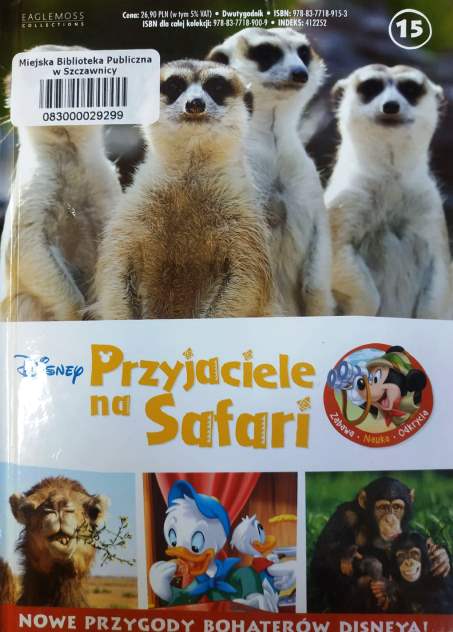 EAGLEMOSS
COLLECTIONS
Cena: 26,90 PLN (w tym 5% VAT) • Dwutygodnik • ISBN: 978-83-7718-915-3
ISBN dla całej kolekcji: 978-83-7718-900-9 • INDEKS: 412252
15
Miejska Biblioteka Publiczna
w Szczawnicy
083000029299
Disney
Przyjaciele
na Safari
Zabawa • Nauka • Odkrycia
NOWE PRZYGODY BOHATERÓW DISNEYA!